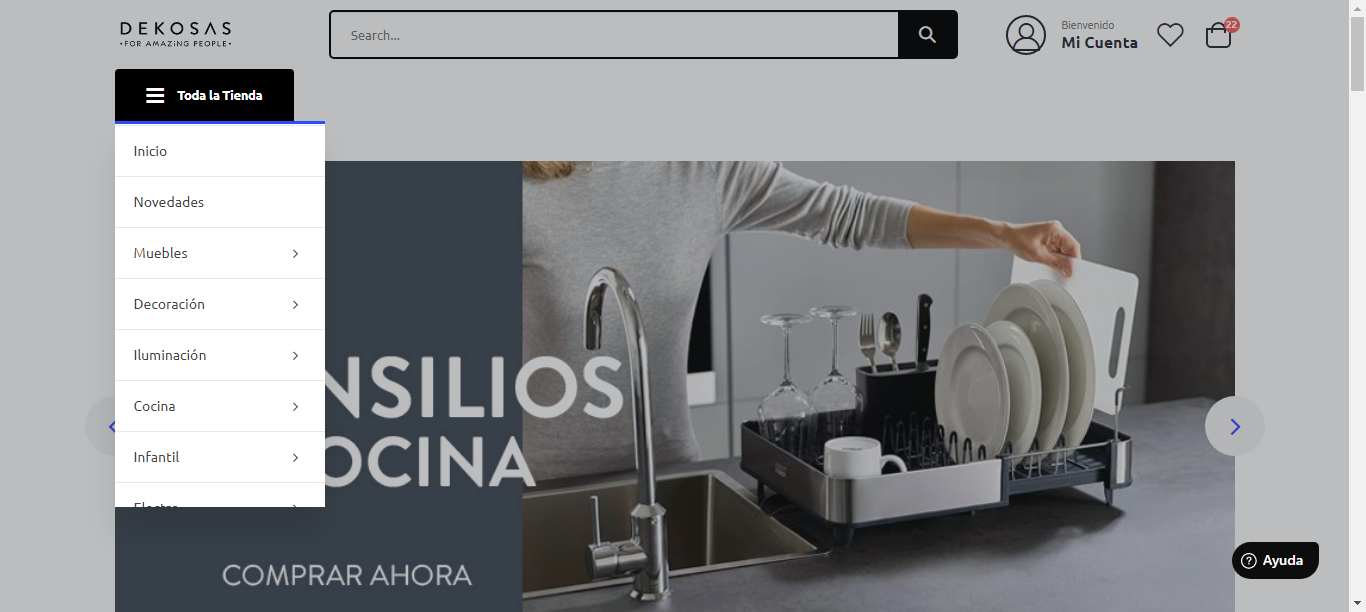 DEKOSAS
•FOR AMAZING PEOPLE•
Search...
Bienvenido
Mi Cuenta
22
Toda la Tienda
Inicio
Novedades
Muebles
Decoración
Iluminación
Cocina
Infantil
NSILIOS
OCINA
COMPRAR AHORA
Ayuda